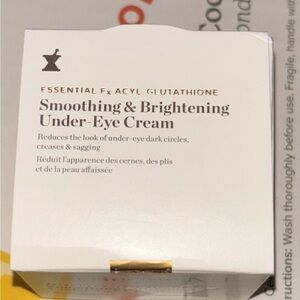 ESSENTIAL Fx ACYL-GLUTATHIONE
Smoothing & Brightening
Under-Eye Cream
Reduces the look of under-eye dark circles,
creases & sagging
Réduit l'apparence des cernes, des plis
et de la peau affaissée
ructions: Wash thoroughly before use. Fragile, handle with